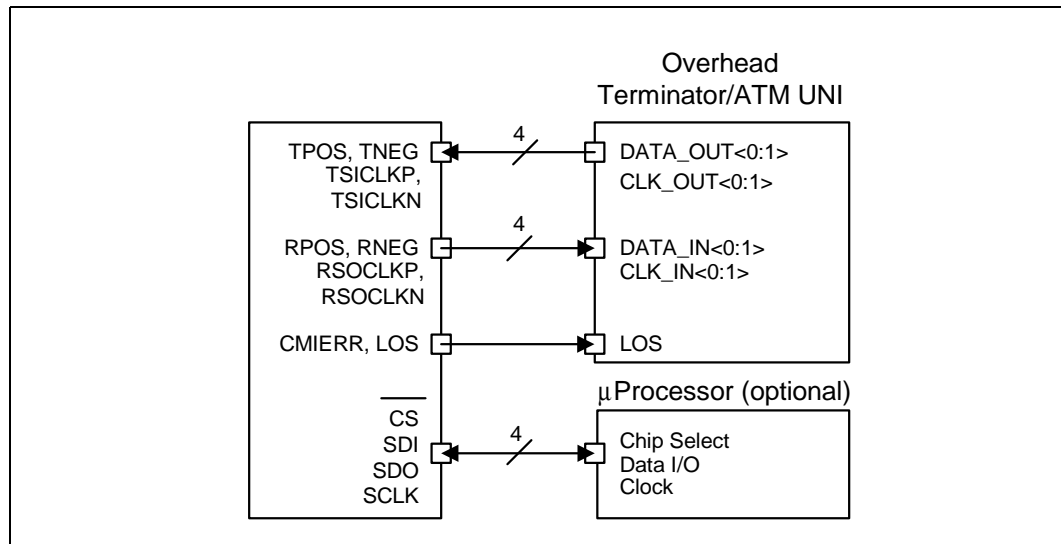 Overhead
Terminator/ATM UNI
TPOS, TNEG
TSICLKP,
TSICLKN
4
DATA_OUT<0:1>
CLK_OUT<0:1>
RPOS, RNEG
RSOCLKP,
RSOCLKN
4
DATA_IN<0:1>
CLK_IN<0:1>
CMIERR, LOS
LOS
μProcessor (optional)
CS
SDI
SDO
SCLK
4
Chip Select
Data I/O
Clock